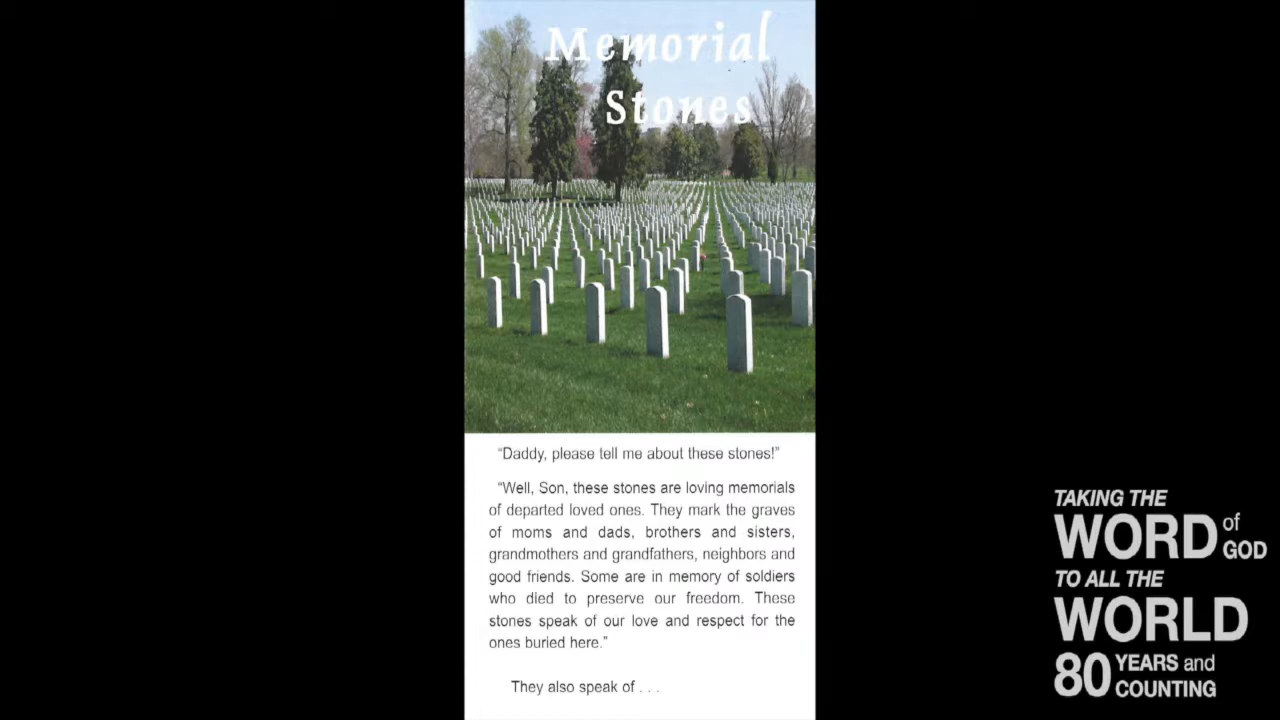 Memorial
Stones
“Daddy, please tell me about these stones!”
“Well, Son, these stones are loving memorials
of departed loved ones. They mark the graves
of moms and dads, brothers and sisters,
grandmothers and grandfathers, neighbors and
good friends. Some are in memory of soldiers
who died to preserve our freedom. These
stones speak of our love and respect for the
ones buried here.”
They also speak of . . .
TAKING THE
WORD of GOD
TO ALL THE
WORLD
80 YEARS and
COUNTING